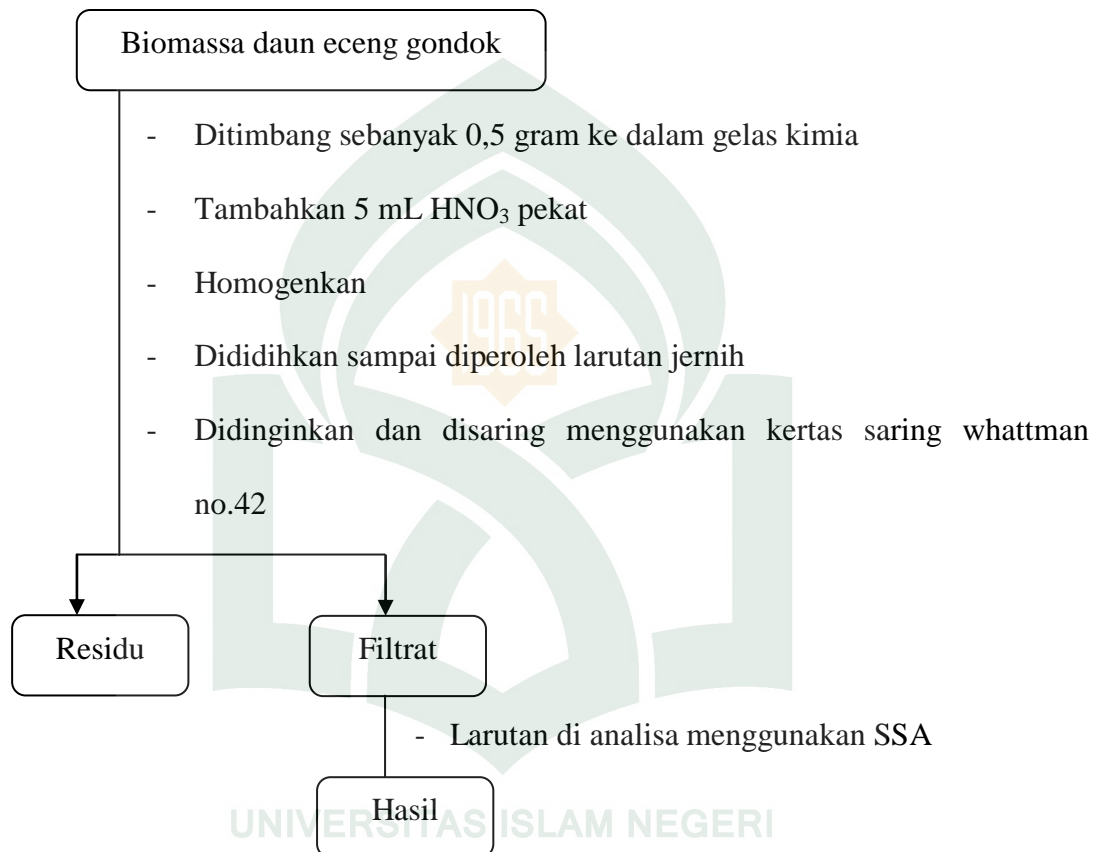 Biomassa daun eceng gondok
- Ditimbang sebanyak 0,5 gram ke dalam gelas kimia
- Tambahkan 5 mL HNO₃ pekat
- Homogenkan
- Dididihkan sampai diperoleh larutan jernih
- Didinginkan dan disaring menggunakan kertas saring whattman
no.42
Residu
Filtrat
- Larutan di analisa menggunakan SSA
Hasil
1965
UNIVERSITAS ISLAM NEGERI